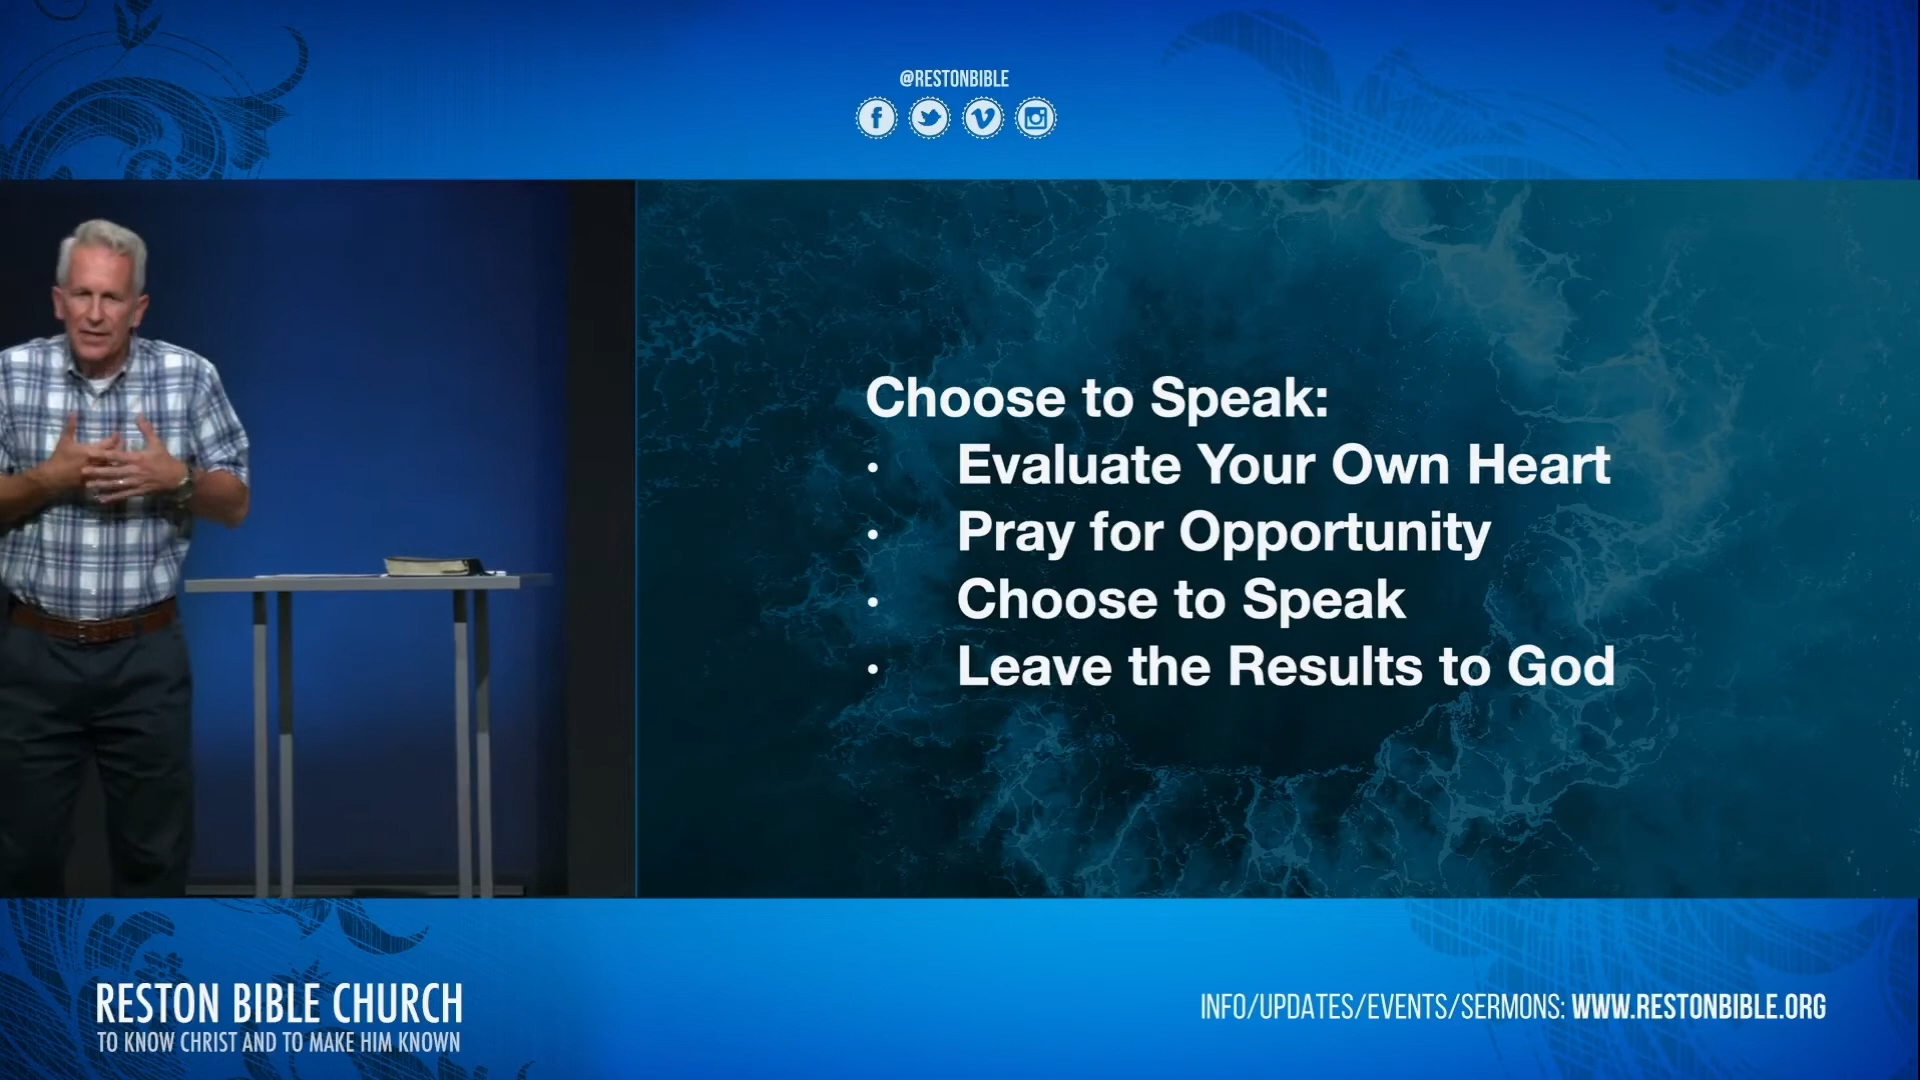 @RESTONBIBLE
Choose to Speak:
• Evaluate Your Own Heart
• Pray for Opportunity
• Choose to Speak
• Leave the Results to God
RESTON BIBLE CHURCH
TO KNOW CHRIST AND TO MAKE HIM KNOWN
INFO/UPDATES/EVENTS/SERMONS: WWW.RESTONBIBLE.ORG